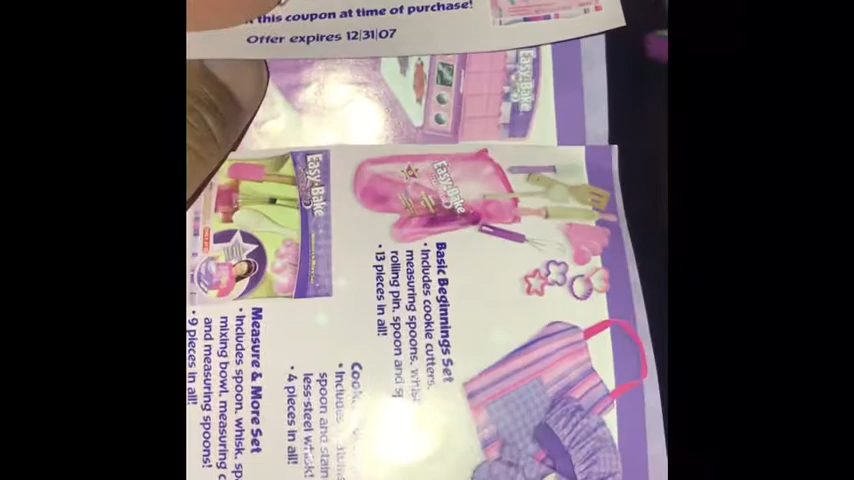 this coupon at time of purchase!
Offer expires 12|31|07
Easy-Bake
Easy-Bake
Easy-Bake
Basic Beginnings Set
• Includes cookie cutters,
measuring spoons,
rolling pin, spoon and
• 13 pieces in all!
• Includes
spoon and stain
less-steel whisk!
• 4 pieces in all!
Measure & More Set
• Includes spoon, whisk,
mixing bowl, measuring
and measuring spoons!
• 9 pieces in all!